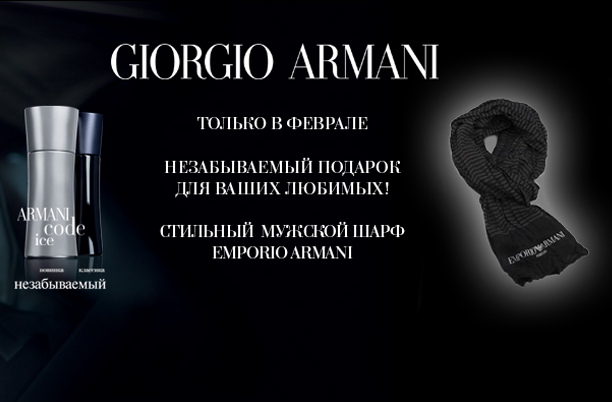 GIORGIO ARMANI
ТОЛЬКО В ФЕВРАЛЕ
НЕЗАБЫВАЕМЫЙ ПОДАРОК
ДЛЯ ВАШИХ ЛЮБИМЫХ!
СТИЛЬНЫЙ МУЖСКОЙ ШАРФ
EMPORIO ARMANI
ARMANI
code
ice
новинка классика
незабываемый
EMPORIO ARMANI